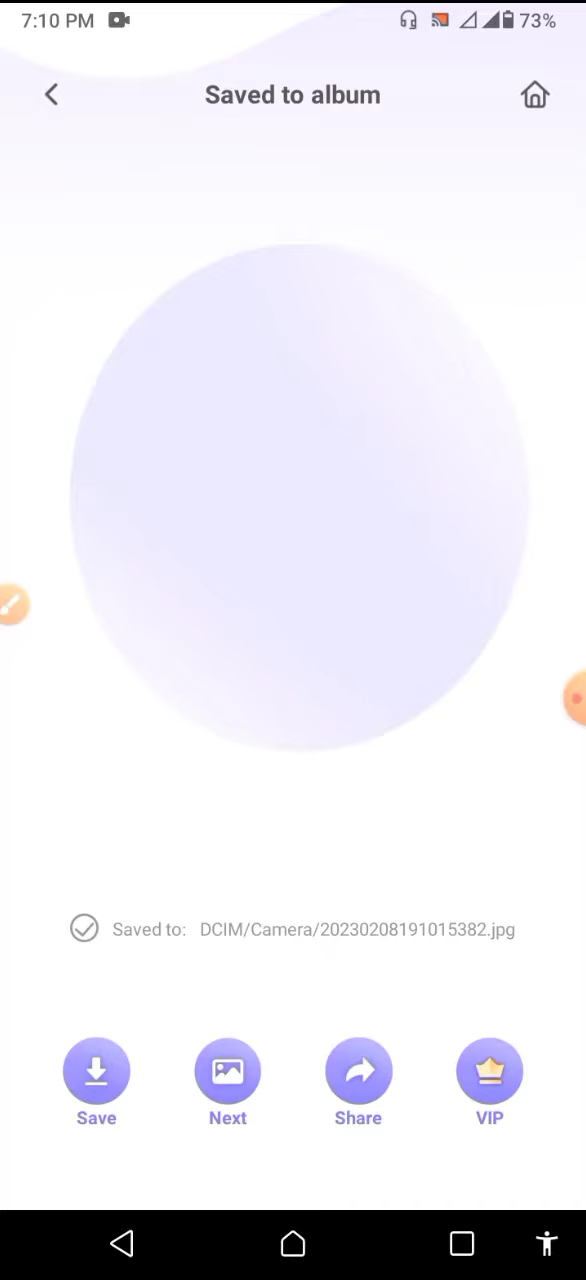 7:10 PM 73%
Saved to album
Saved to: DCIM/Camera/20230208191015382.jpg
Save Next Share VIP